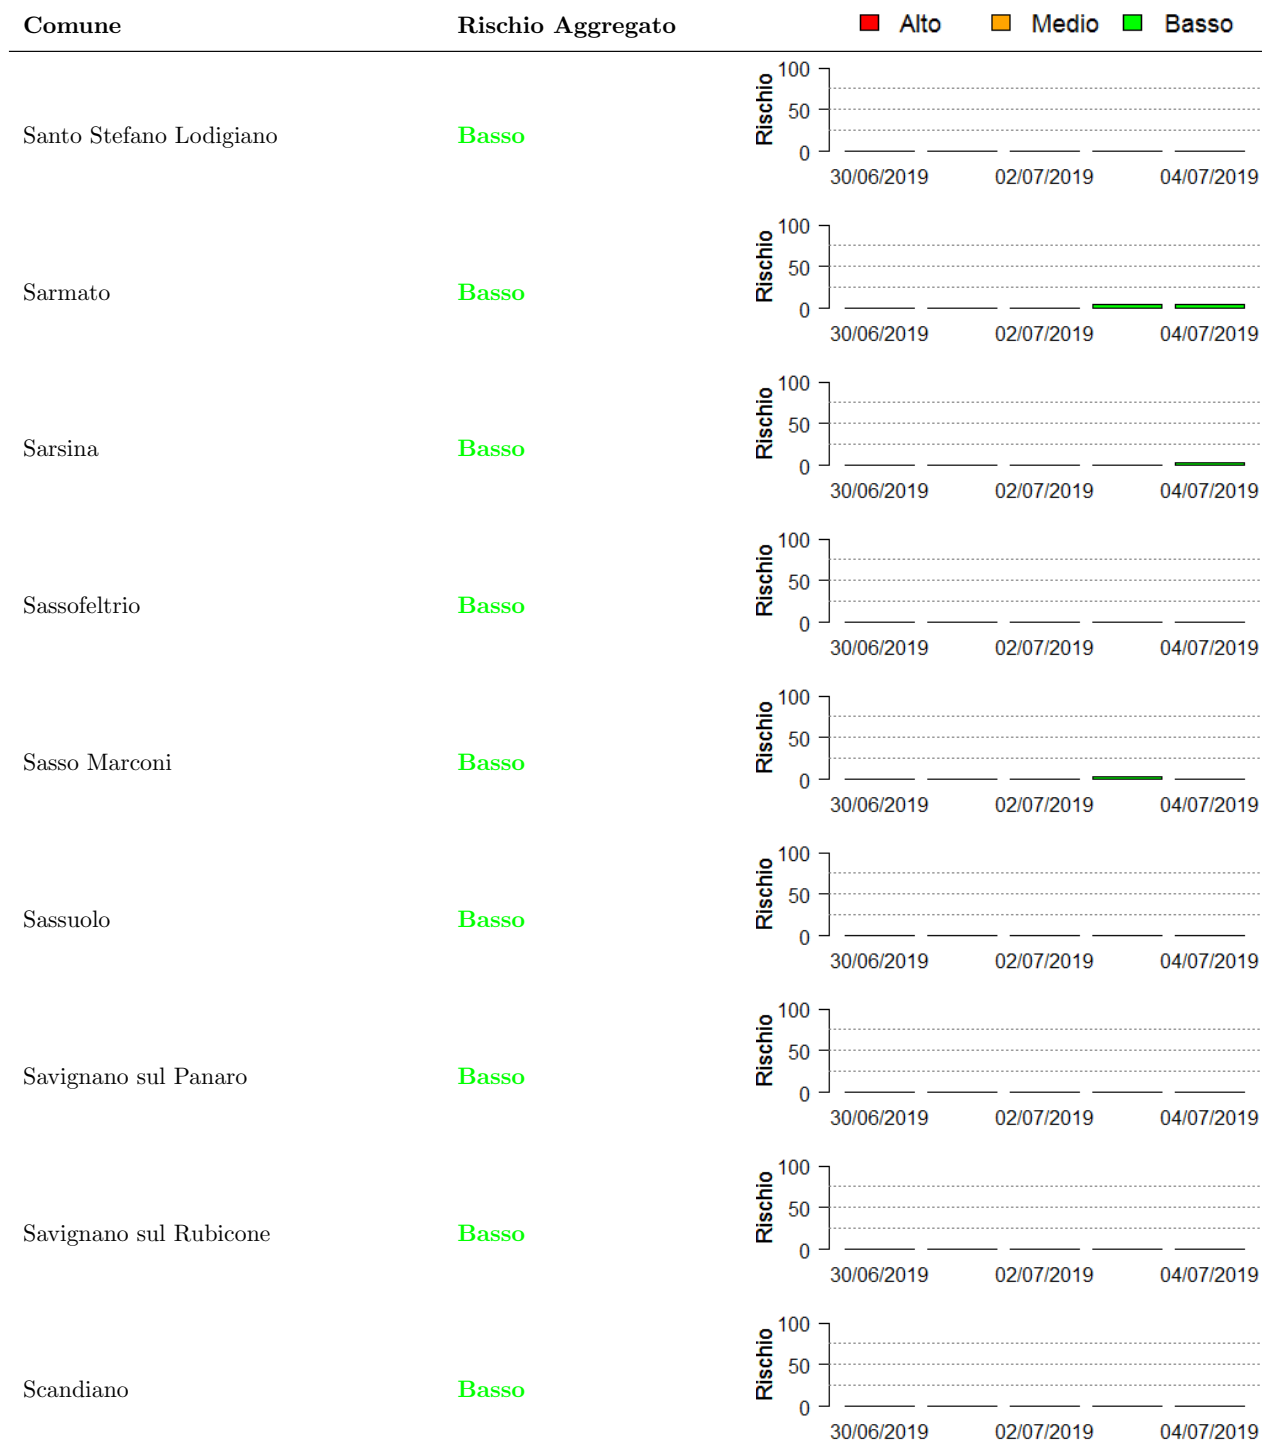 Comune Rischio Aggregato Alto Medio Basso
Santo Stefano Lodigiano Basso Rischio 100 50 0
30/06/2019 02/07/2019 04/07/2019
Sarmato Basso Rischio 100 50 0
30/06/2019 02/07/2019 04/07/2019
Sarsina Basso Rischio 100 50 0
30/06/2019 02/07/2019 04/07/2019
Sassofeltrio Basso Rischio 100 50 0
30/06/2019 02/07/2019 04/07/2019
Sasso Marconi Basso Rischio 100 50 0
30/06/2019 02/07/2019 04/07/2019
Sassuolo Basso Rischio 100 50 0
30/06/2019 02/07/2019 04/07/2019
Savignano sul Panaro Basso Rischio 100 50 0
30/06/2019 02/07/2019 04/07/2019
Savignano sul Rubicone Basso Rischio 100 50 0
30/06/2019 02/07/2019 04/07/2019
Scandiano Basso Rischio 100 50 0
30/06/2019 02/07/2019 04/07/2019